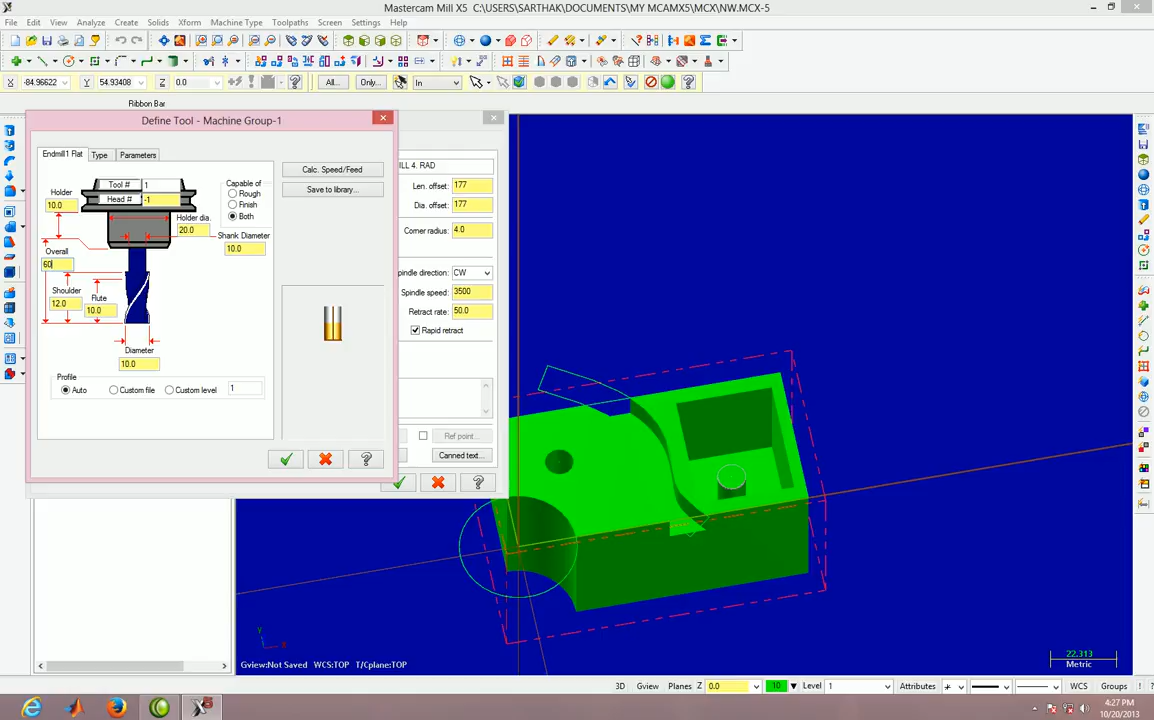 Mastercam Mill X5 C:\USERS\SARTHAK\DOCUMENTS\MY MCAMX5\MCX\NW.MCX-5
File Edit View Analyze Create Solids Xform Machine Type Toolpaths Screen Settings Help
X -84.96622 Y 54.93408 Z 0.0 All... Only... In
Ribbon Bar
Define Tool - Machine Group-1
Endmill1 Flat Type Parameters
Calc. Speed/Feed
Save to library...
Tool # 1
Head # -1
Capable of
Rough
Finish
Both
Holder
10.0
Holder dia.
20.0
Shank Diameter
10.0
Overall
60
Shoulder
12.0
Flute
10.0
Diameter
10.0
Profile
Auto Custom file Custom level 1
ILL 4. RAD
Len. offset: 177
Dia. offset: 177
Corner radius: 4.0
pindle direction: CW
Spindle speed: 3500
Retract rate: 50.0
Rapid retract
Ref point...
Canned text...
Y
X
Gview:Not Saved WCS:TOP T/Cplane:TOP
22.313
Metric
3D Gview Planes Z 0.0 10 Level 1 Attributes WCS Groups ! ?
4:27 PM
10/20/2013